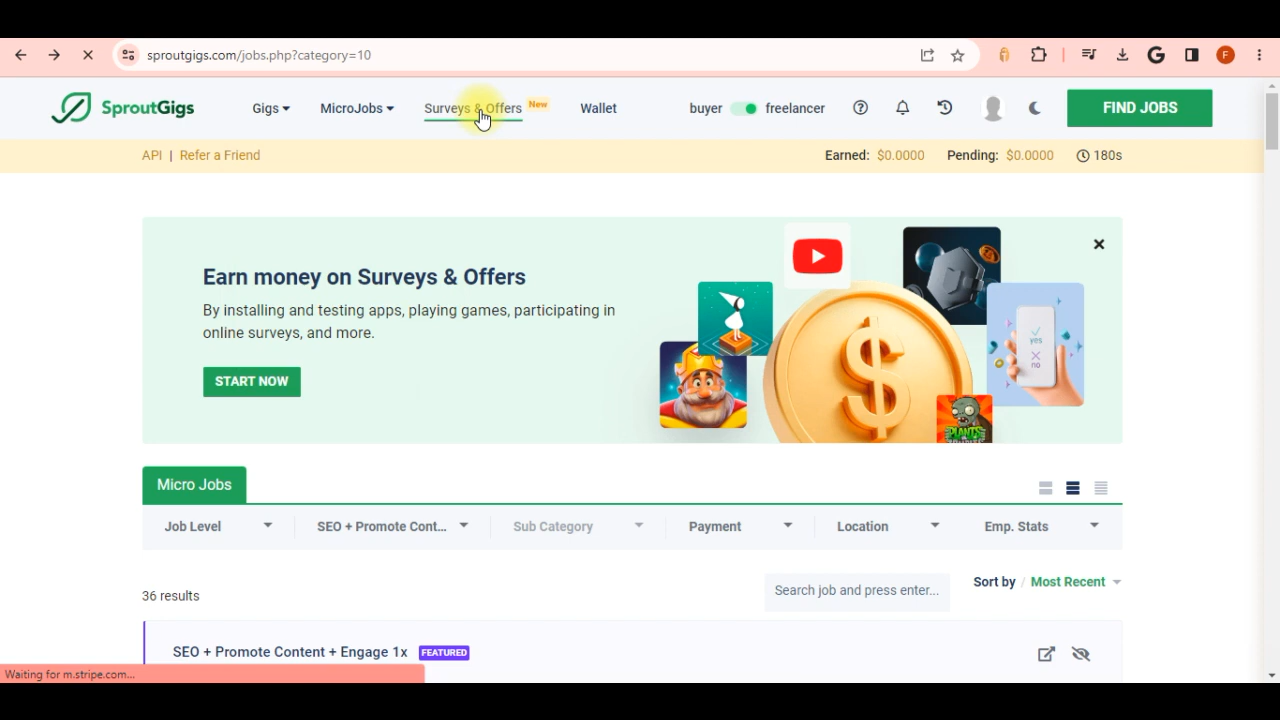 sproutgigs.com/jobs.php?category=10
F
SproutGigs
Gigs
MicroJobs
Surveys & Offers
New
Wallet
buyer
freelancer
FIND JOBS
API | Refer a Friend
Earned: $0.0000
Pending: $0.0000
180s
Earn money on Surveys & Offers
By installing and testing apps, playing games, participating in
online surveys, and more.
START NOW
yes
no
PLANTS
Micro Jobs
Job Level
SEO + Promote Cont...
Sub Category
Payment
Location
Emp. Stats
36 results
Search job and press enter...
Sort by / Most Recent
SEO + Promote Content + Engage 1x
FEATURED
Waiting for m.stripe.com...